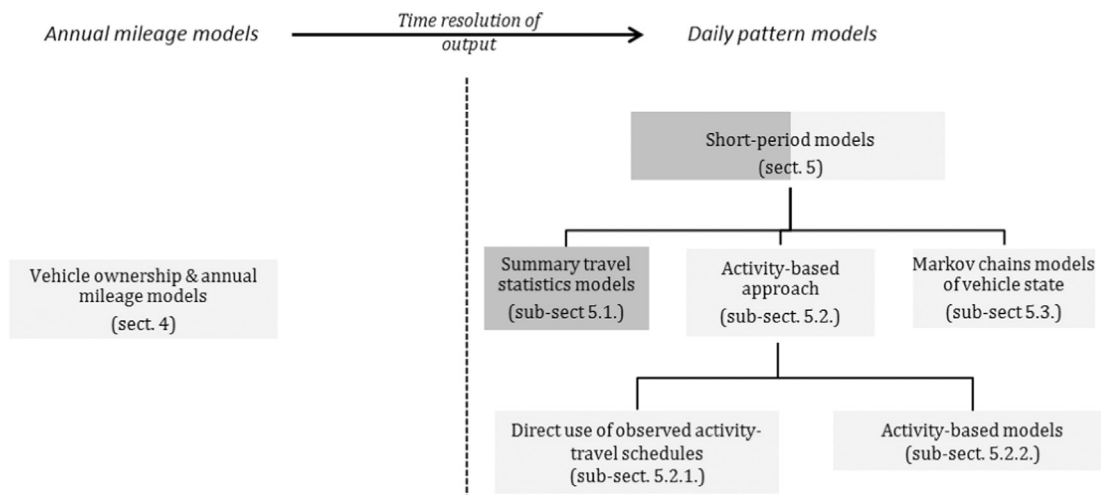 Annual mileage models
Time resolution of
output
Daily pattern models
Short-period models
(sect. 5)
Vehicle ownership & annual
mileage models
(sect. 4)
Summary travel
statistics models
(sub-sect 5.1.)
Activity-based
approach
(sub-sect. 5.2.)
Markov chains models
of vehicle state
(sub-sect 5.3.)
Direct use of observed activity-
travel schedules
(sub-sect. 5.2.1.)
Activity-based models
(sub-sect. 5.2.2.)